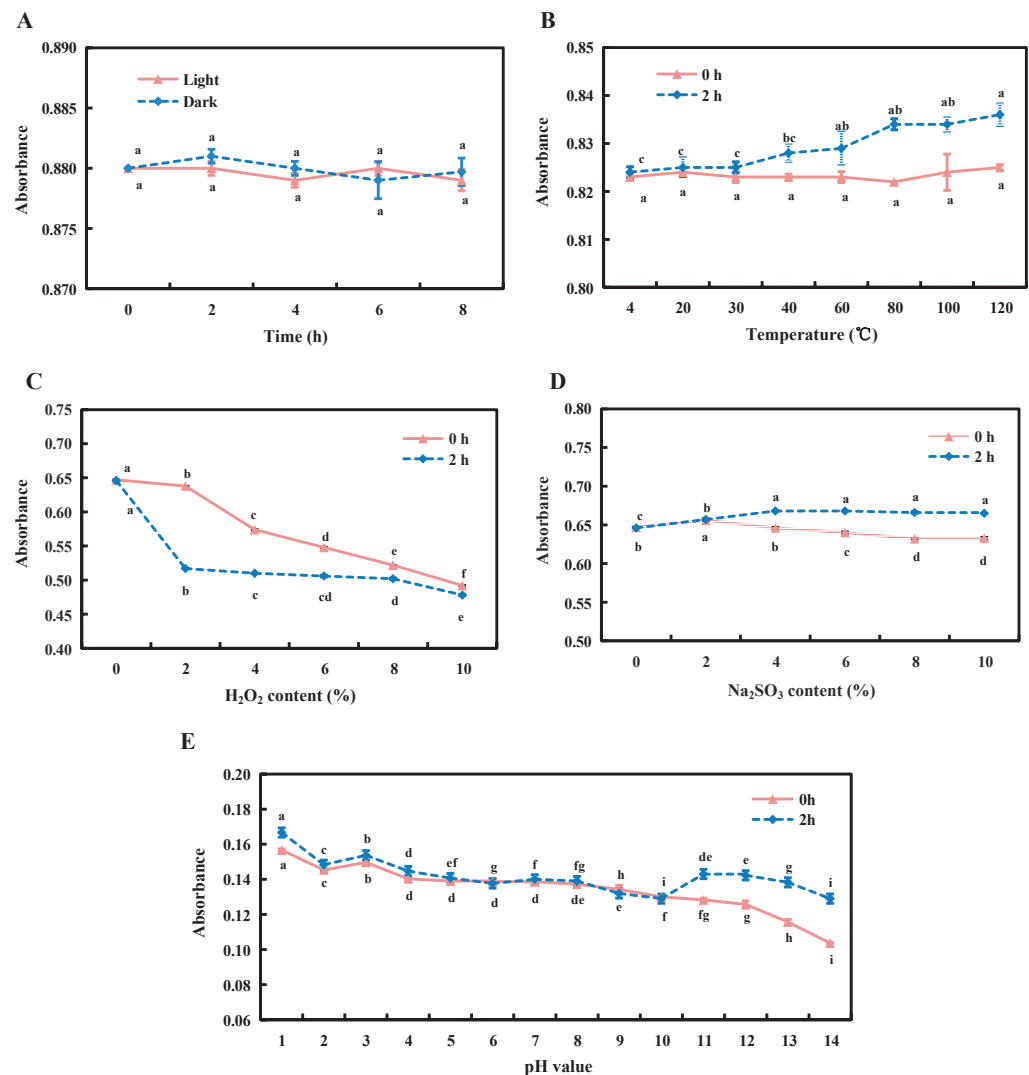 A
0.890
Light
Dark
0.885
a a a a a
0.880
a a a a a
0.875
0.870
0 2 4 6 8
Time (h)
Absorbance
B
0.85
0 h
2 h
0.84
c c c bc ab ab ab a
0.83
0.82
a a a a a a a a
0.81
0.80
4 20 30 40 60 80 100 120
Temperature (℃)
Absorbance
C
0.75
0 h
2 h
0.70
0.65
a b c d e f
0.60
0.55
0.50
a b c cd d e
0.45
0.40
0 2 4 6 8 10
H₂O₂ content (%)
Absorbance
D
0.80
0 h
2 h
0.75
0.70
c b a a a a
0.65
b a b c d d
0.60
0.55
0.50
0 2 4 6 8 10
Na₂SO₃ content (%)
Absorbance
E
0.20
0h
2h
0.18
a c b d ef g f fg h i de e g i
0.16
0.14
a c b d d d d de e f fg g h i
0.12
0.10
0.08
0.06
1 2 3 4 5 6 7 8 9 10 11 12 13 14
pH value
Absorbance